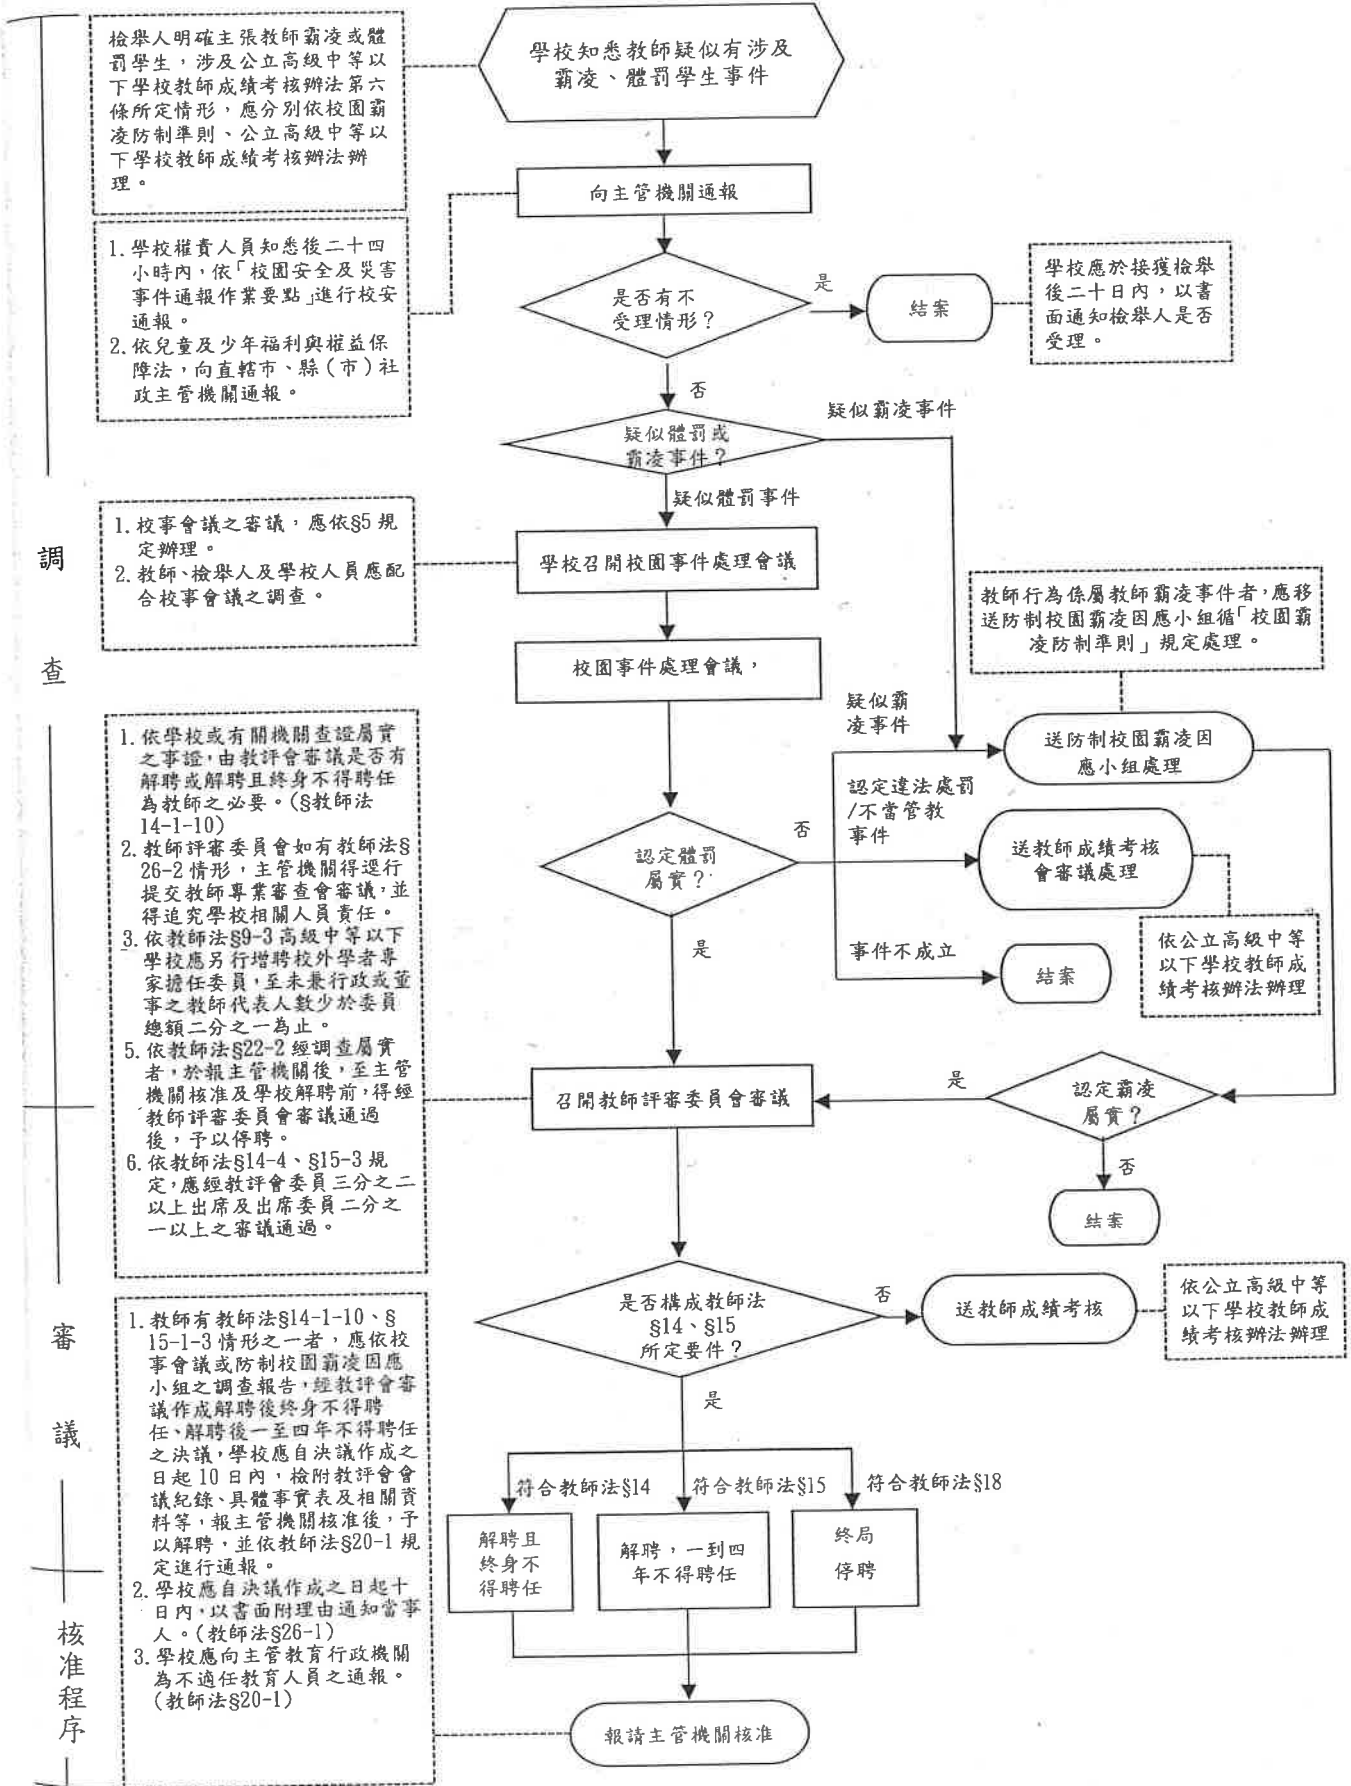 檢舉人明確主張教師霸凌或體
罰學生，涉及公立高級中等以
下學校教師成績考核辦法第六
條所定情形，應分別依校園霸
凌防制準則、公立高級中等以
下學校教師成績考核辦法辦
理。
學校知悉教師疑似有涉及
霸凌、體罰學生事件
向主管機關通報
1. 學校權責人員知悉後二十四
小時內，依「校園安全及災害
事件通報作業要點」進行校安
通報。
2. 依兒童及少年福利與權益保
障法，向直轄市、縣（市）社
政主管機關通報。
是否有不
受理情形？
是
結案
學校應於接獲檢舉
後二十日內，以書
面通知檢舉人是否
受理。
否
疑似體罰或
霸凌事件？
疑似霸凌事件
疑似體罰事件
調
查
1. 校事會議之審議，應依§5 規
定辦理。
2. 教師、檢舉人及學校人員應配
合校事會議之調查。
學校召開校園事件處理會議
校園事件處理會議，
教師行為係屬教師霸凌事件者，應移
送防制校園霸凌因應小組循「校園霸
凌防制準則」規定處理。
疑似霸
凌事件
送防制校園霸凌因
應小組處理
1. 依學校或有關機關查證屬實
之事證，由教評會審議是否有
解聘或解聘且終身不得聘任
為教師之必要。(§教師法
14-1-10)
2. 教師評審委員會如有教師法§
26-2 情形，主管機關得逕行
提交教師專業審查會審議，並
得追究學校相關人員責任。
3. 依教師法§9-3 高級中等以下
學校應另行增聘校外學者專
家擔任委員，至未兼行政或董
事之教師代表人數少於委員
總額二分之一為止。
5. 依教師法§22-2 經調查屬實
者，於報主管機關後，至主管
機關核准及學校解聘前，得經
教師評審委員會審議通過
後，予以停聘。
6. 依教師法§14-4、§15-3 規
定，應經教評會委員三分之二
以上出席及出席委員二分之
一以上之審議通過。
認定體罰
屬實？
否
認定違法處罰
/不當管教
事件
送教師成績考核
會審議處理
依公立高級中等
以下學校教師成
績考核辦法辦理
事件不成立
結案
是
召開教師評審委員會審議
是
認定霸凌
屬實？
否
結案
是否構成教師法
§14、§15
所定要件？
否
送教師成績考核
依公立高級中等
以下學校教師成
績考核辦法辦理
是
審
議
1. 教師有教師法§14-1-10、§
15-1-3 情形之一者，應依校
事會議或防制校園霸凌因應
小組之調查報告，經教評會審
議作成解聘後終身不得聘
任、解聘後一至四年不得聘任
之決議，學校應自決議作成之
日起 10 日內，檢附教評會會
議紀錄、具體事實表及相關資
料等，報主管機關核准後，予
以解聘，並依教師法§20-1 規
定進行通報。
2. 學校應自決議作成之日起十
日內，以書面附理由通知當事
人。(教師法§26-1)
3. 學校應向主管教育行政機關
為不適任教育人員之通報。
(教師法§20-1)
符合教師法§14
符合教師法§15
符合教師法§18
解聘且
終身不
得聘任
解聘，一到四
年不得聘任
終局
停聘
核
准
程
序
報請主管機關核准